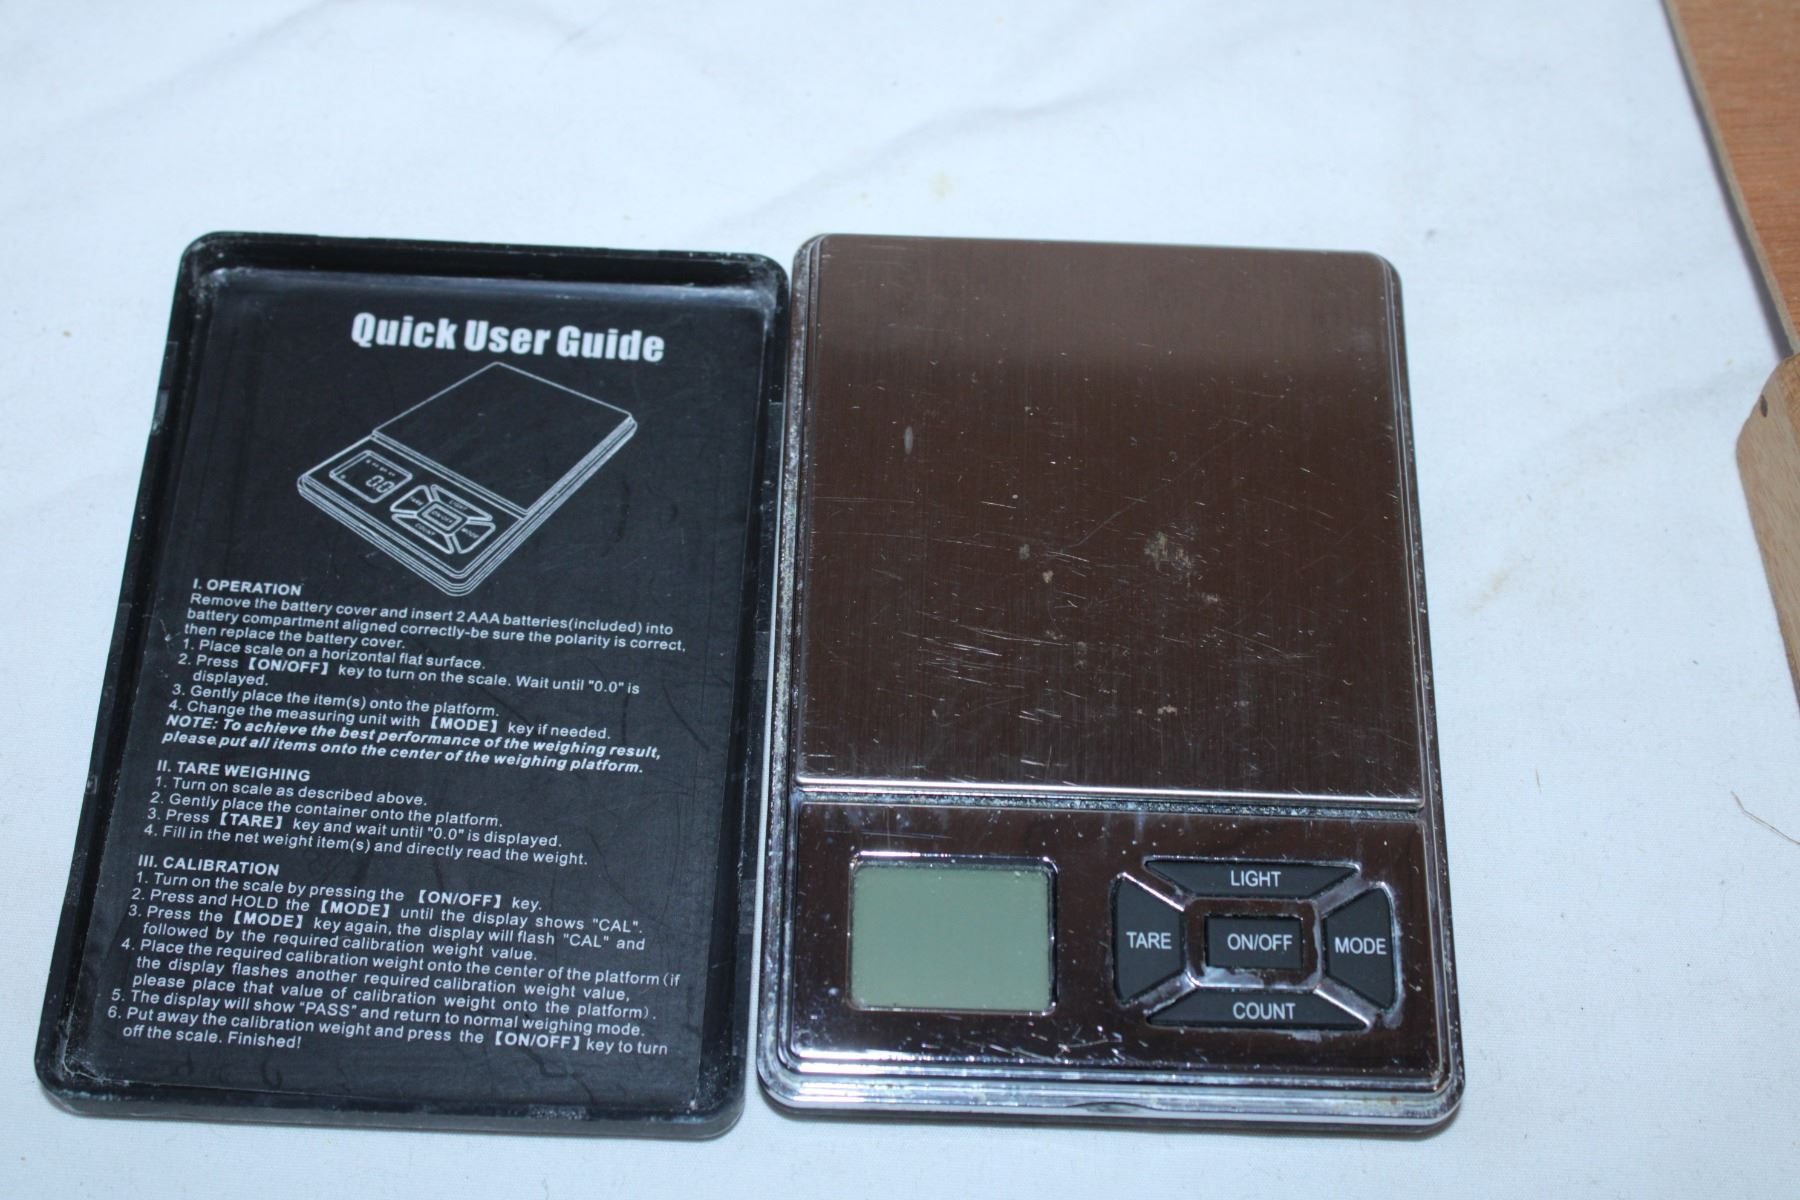 Quick User Guide
0.0
LIGHT
ON/OFF
MODE
COUNT
I. OPERATION
Remove the battery cover and insert 2 AAA batteries(included) into
battery compartment aligned correctly-be sure the polarity is correct,
then replace the battery cover.
1. Place scale on a horizontal flat surface.
2. Press 【ON/OFF】 key to turn on the scale. Wait until "0.0" is
displayed.
3. Gently place the item(s) onto the platform.
4. Change the measuring unit with 【MODE】 key if needed.
NOTE: To achieve the best performance of the weighing result,
please put all items onto the center of the weighing platform.
II. TARE WEIGHING
1. Turn on scale as described above.
2. Gently place the container onto the platform.
3. Press 【TARE】 key and wait until "0.0" is displayed.
4. Fill in the net weight item(s) and directly read the weight.
III. CALIBRATION
1. Turn on the scale by pressing the 【ON/OFF】 key.
2. Press and HOLD the 【MODE】 until the display shows "CAL".
3. Press the 【MODE】 key again, the display will flash "CAL" and
followed by the required calibration weight value.
4. Place the required calibration weight onto the center of the platform (if
the display flashes another required calibration weight value,
please place that value of calibration weight onto the platform).
5. The display will show "PASS" and return to normal weighing mode.
6. Put away the calibration weight and press the 【ON/OFF】 key to turn
off the scale. Finished!
LIGHT
TARE
ON/OFF
MODE
COUNT